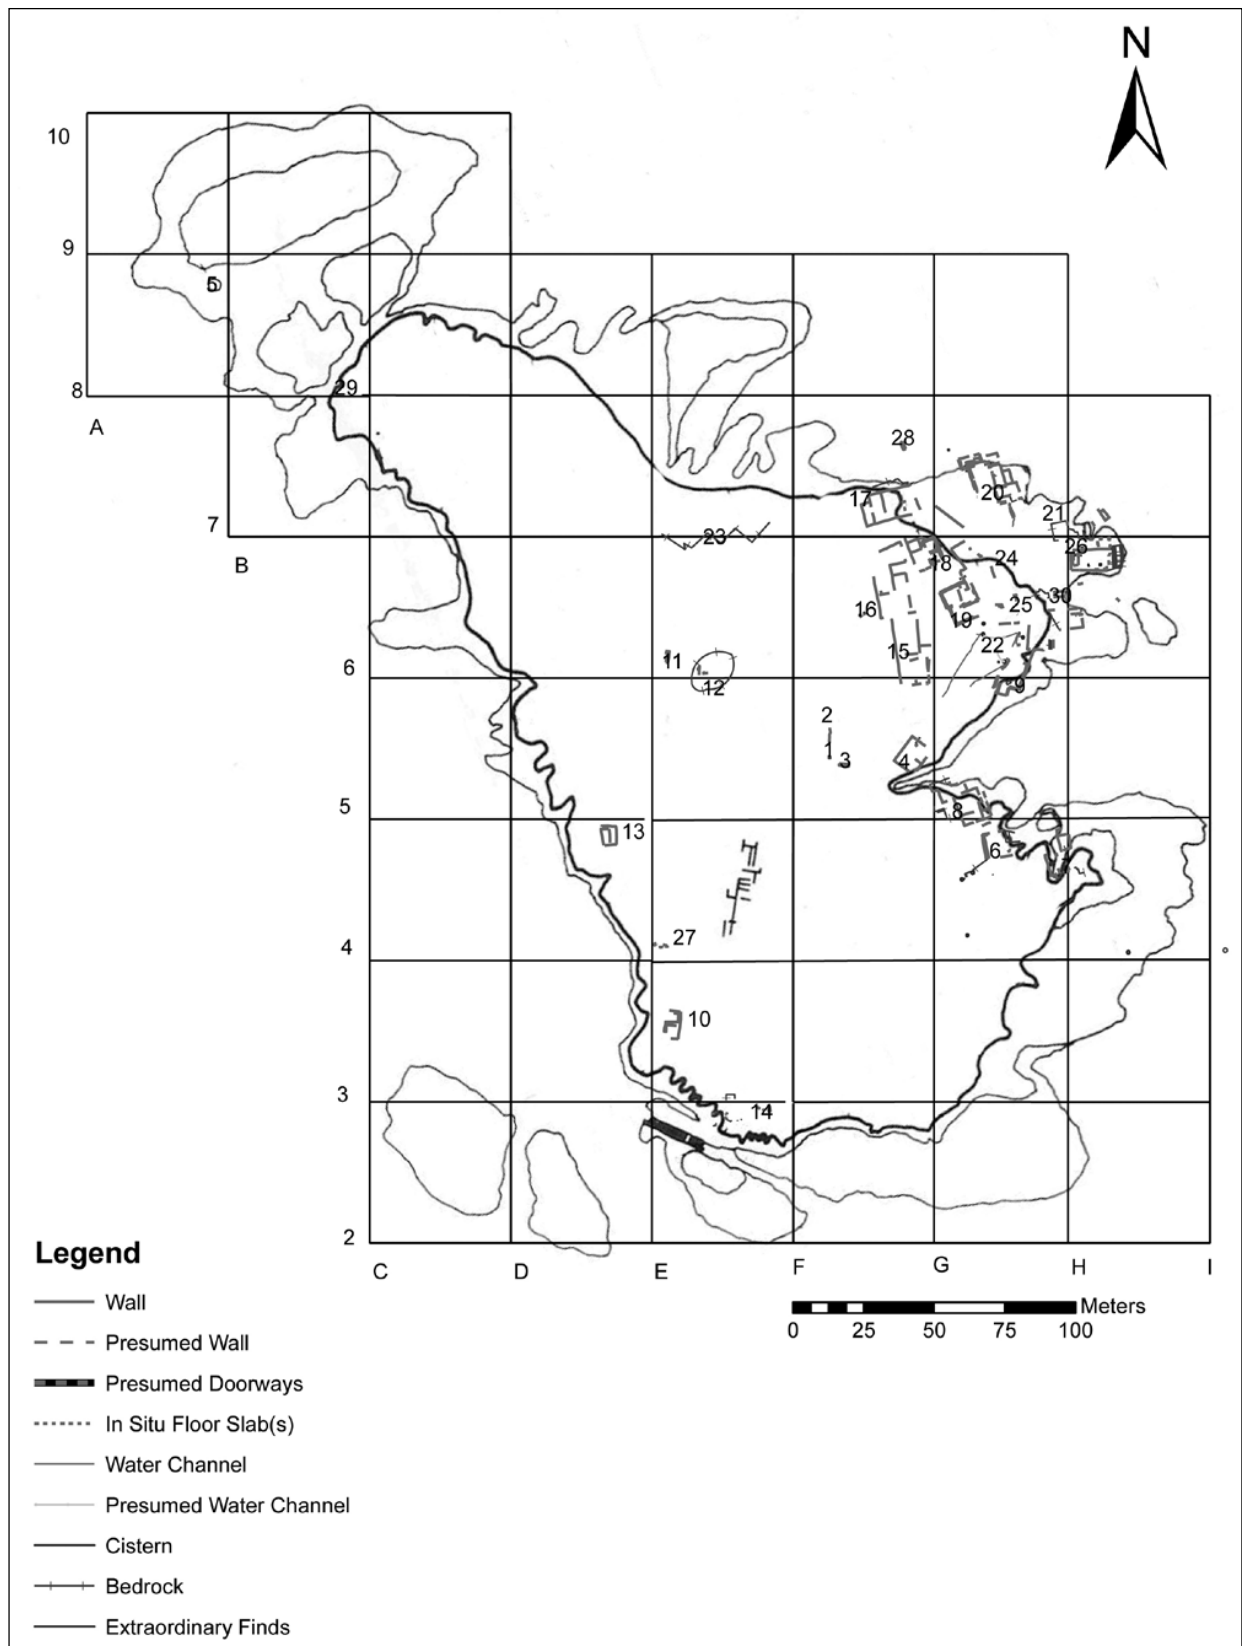 N
10
9
5
8
29
A
28
17
20
7
21
B
23
26
18
24
16
25
30
19
15
22
6
11
12
9
2
1
3
4
5
8
13
6
7
27
4
10
3
14
2
C
D
E
F
G
H
I
Legend
Wall
Presumed Wall
Presumed Doorways
In Situ Floor Slab(s)
Water Channel
Presumed Water Channel
Cistern
Bedrock
Extraordinary Finds
Meters
0 25 50 75 100